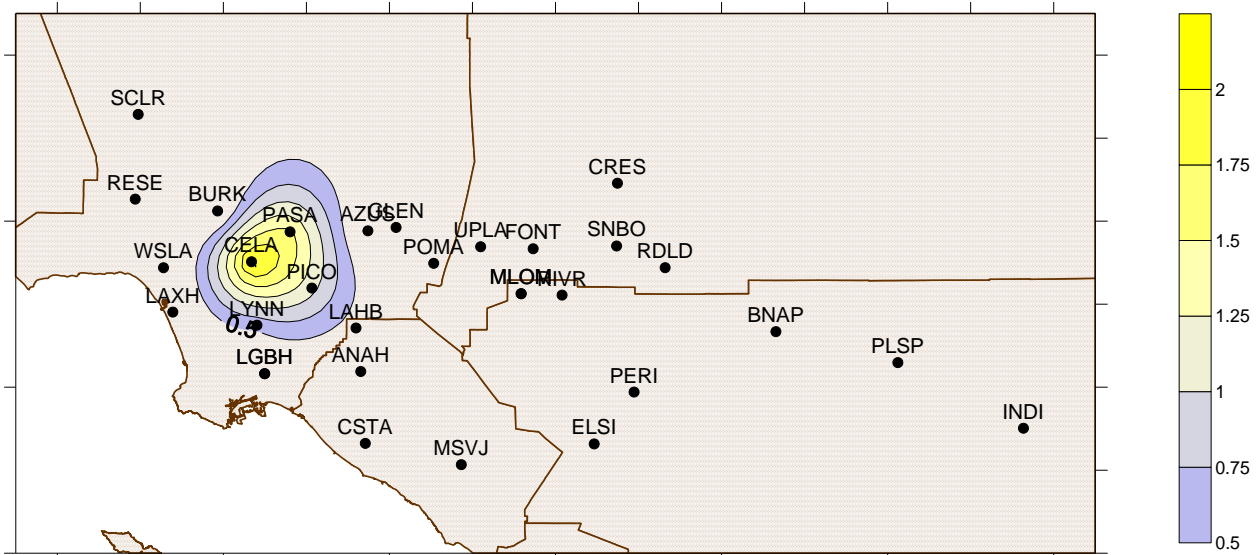 SCLR
2
CRES
1.75
RESE
BURK
PASA
AZUS
GLEN
UPLA
FONT
SNBO
1.5
CELA
WSLA
POMA
RDLD
PICO
MLOM
MIVR
LAXH
LYNN
LAHB
BNAP
1.25
0.5
LGBH
ANAH
PLSP
PERI
1
INDI
CSTA
ELSI
MSVJ
0.75
0.5